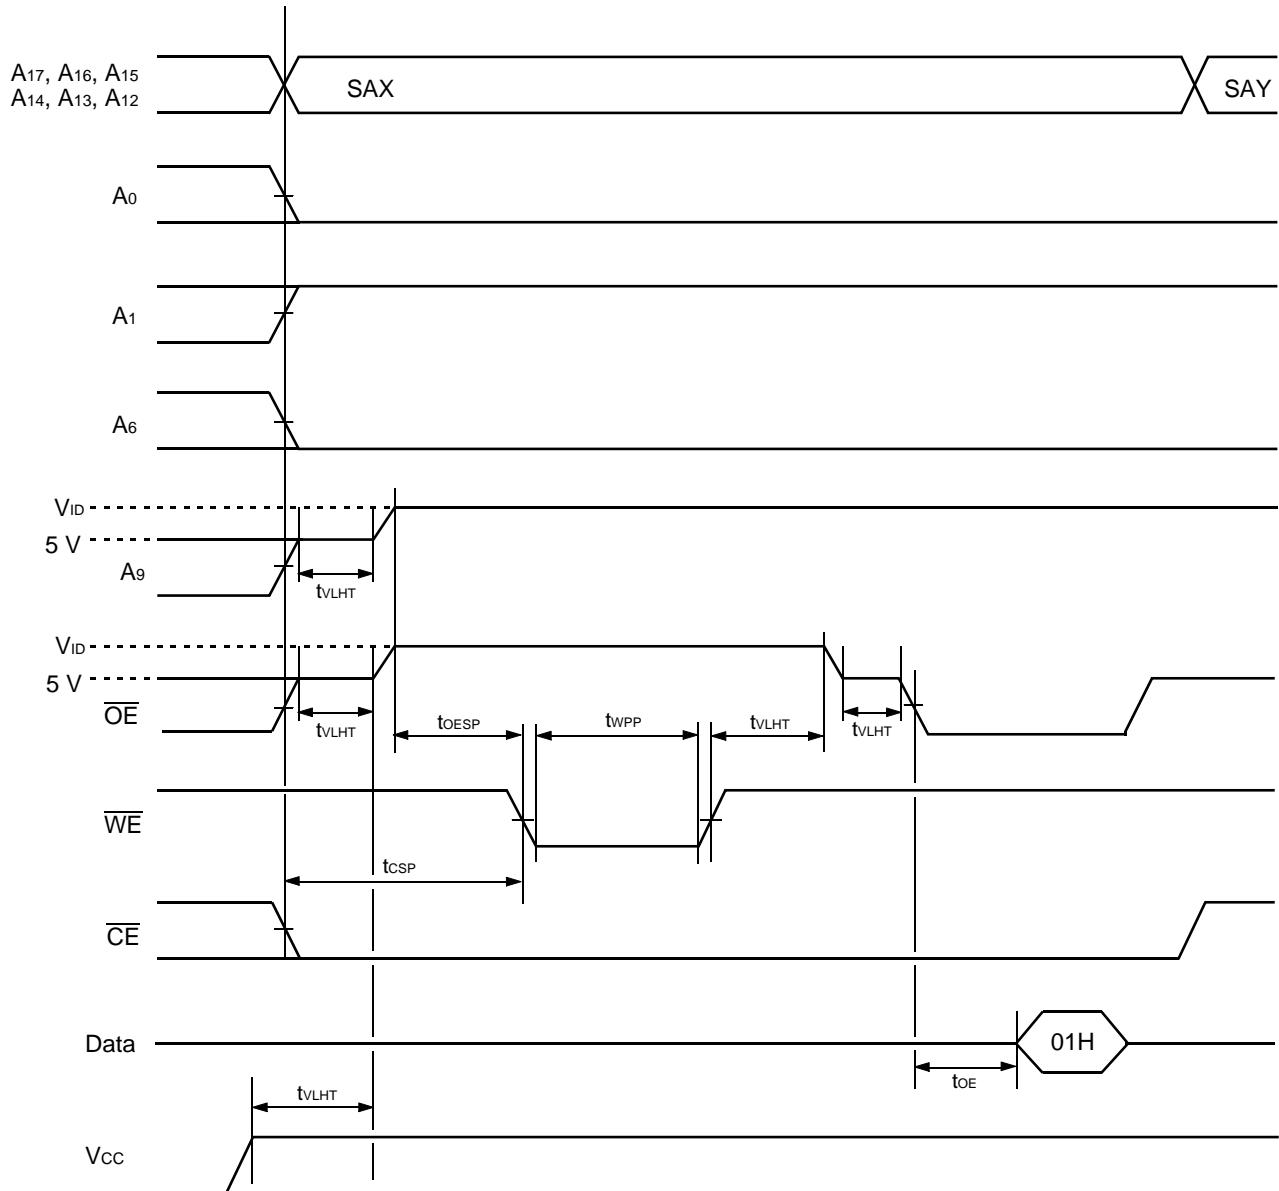 A17, A16, A15
A14, A13, A12
SAX
SAY
A0
A1
A6
VID
5 V
A9
tVLHT
VID
5 V
OE
tVLHT
tOESP
tWPP
tVLHT
tVLHT
WE
tCSP
CE
Data
01H
tOE
tVLHT
VCC